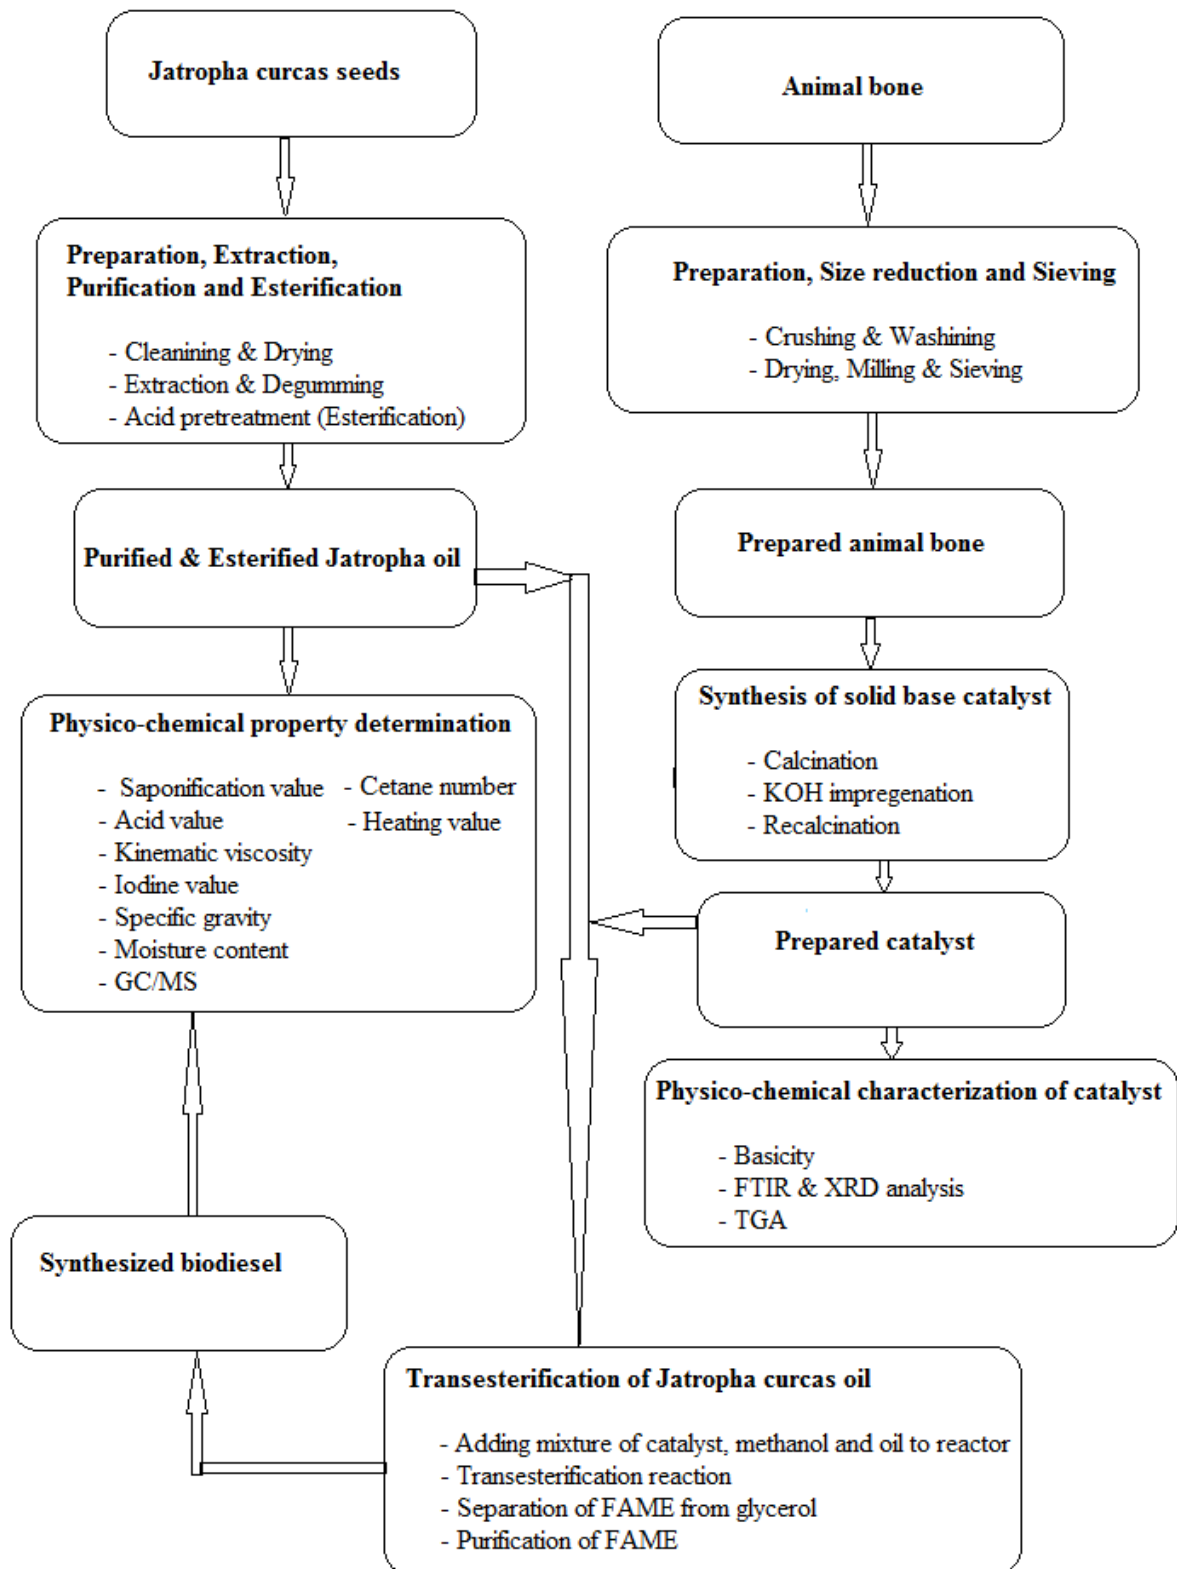 Jatropha curcas seeds
Animal bone
Preparation, Extraction,
Purification and Esterification
- Cleanining & Drying
- Extraction & Degumming
- Acid pretreatment (Esterification)
Preparation, Size reduction and Sieving
- Crushing & Washining
- Drying, Milling & Sieving
Purified & Esterified Jatropha oil
Prepared animal bone
Physico-chemical property determination
- Saponification value
- Acid value
- Kinematic viscosity
- Iodine value
- Specific gravity
- Moisture content
- GC/MS
- Cetane number
- Heating value
Synthesis of solid base catalyst
- Calcination
- KOH impregenation
- Recalcination
Prepared catalyst
Physico-chemical characterization of catalyst
- Basicity
- FTIR & XRD analysis
- TGA
Synthesized biodiesel
Transesterification of Jatropha curcas oil
- Adding mixture of catalyst, methanol and oil to reactor
- Transesterification reaction
- Separation of FAME from glycerol
- Purification of FAME